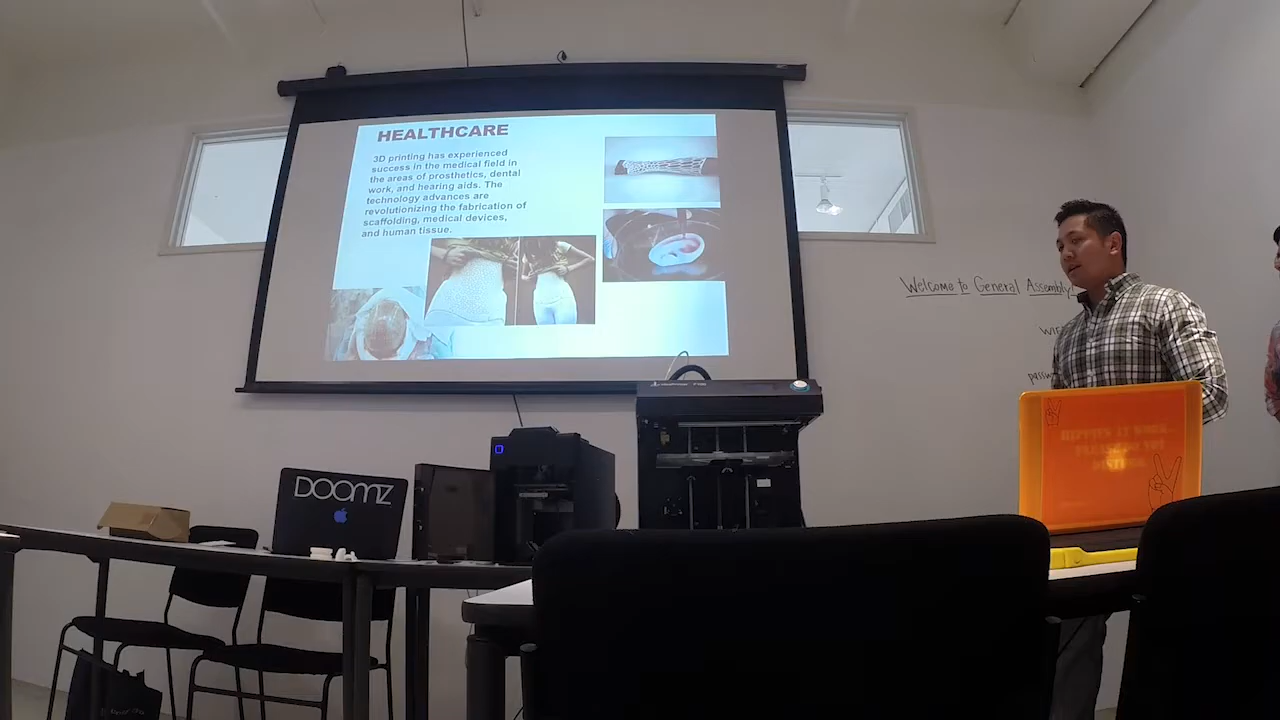 HEALTHCARE
3D printing has experienced
success in the medical field in
the areas of prosthetics, dental
work, and hearing aids. The
technology advances are
revolutionizing the fabrication of
scaffolding, medical devices,
and human tissue.
Welcome to General Assembly!
DOOMZ